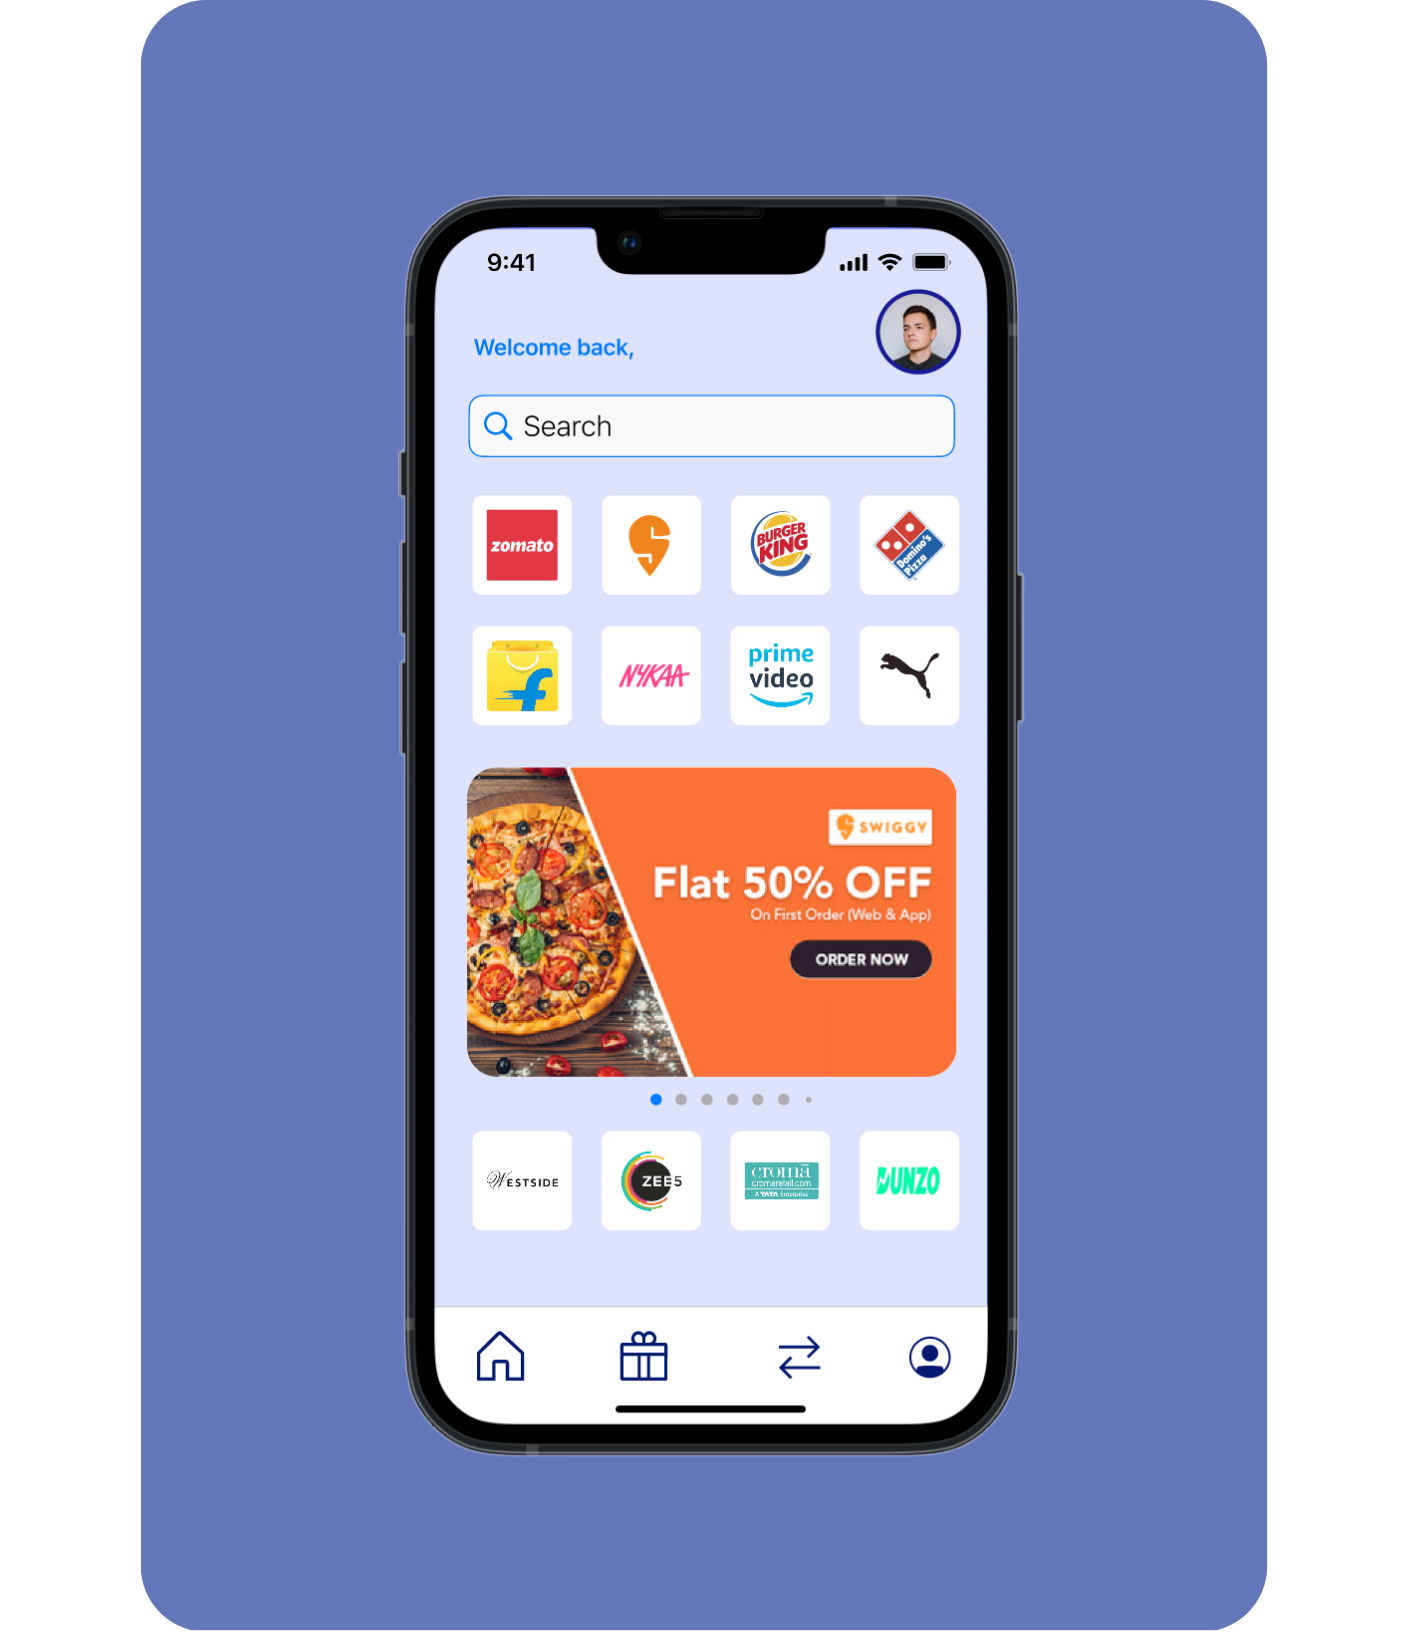 9:41
Welcome back,
Search
zomato
BURGER
KING
Domino's
Pizza
NYKAA
prime
video
SWIGGY
Flat 50% OFF
On First Order (Web & App)
ORDER NOW
WESTSIDE
ZEE5
cromā
cromaretail.com
A TATA Enterprise
DUNZO